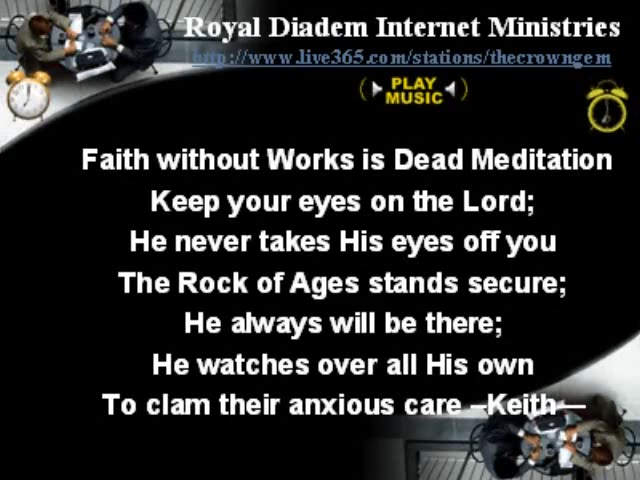 Royal Diadem Internet Ministries
http://www.live365.com/stations/thecrowngem
PLAY
MUSIC
Faith without Works is Dead Meditation
Keep your eyes on the Lord;
He never takes His eyes off you
The Rock of Ages stands secure;
He always will be there;
He watches over all His own
To clam their anxious care –Keith—